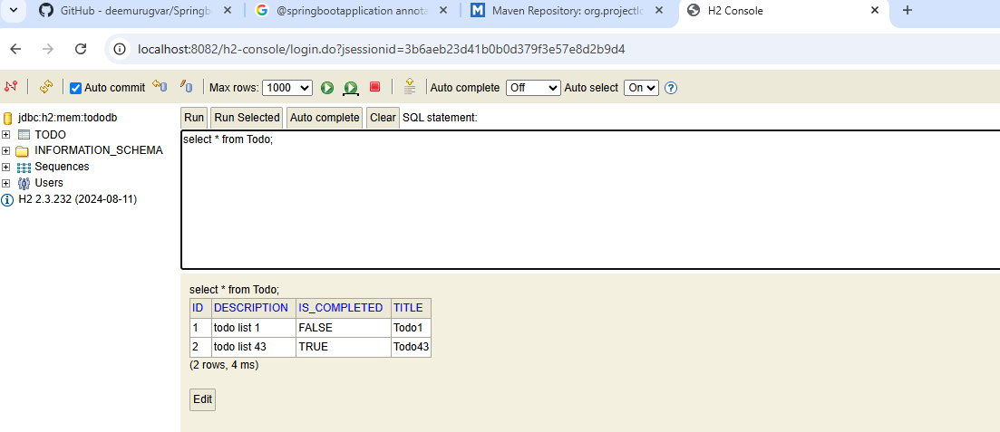 GitHub - deemurugvar/Springb
@springbootapplication annota
Maven Repository: org.projectl
H2 Console
localhost:8082/h2-console/login.do?jsessionid=3b6aeb23d41b0b0d379f3e57e8d2b9d4
Auto commit Max rows: 1000 Auto complete Off Auto select On
jdbc:h2:mem:tododb
TODO
INFORMATION_SCHEMA
Sequences
Users
H2 2.3.232 (2024-08-11)
Run Run Selected Auto complete Clear SQL statement:
select * from Todo;
select * from Todo;
ID DESCRIPTION IS_COMPLETED TITLE
1 todo list 1 FALSE Todo1
2 todo list 43 TRUE Todo43
(2 rows, 4 ms)
Edit